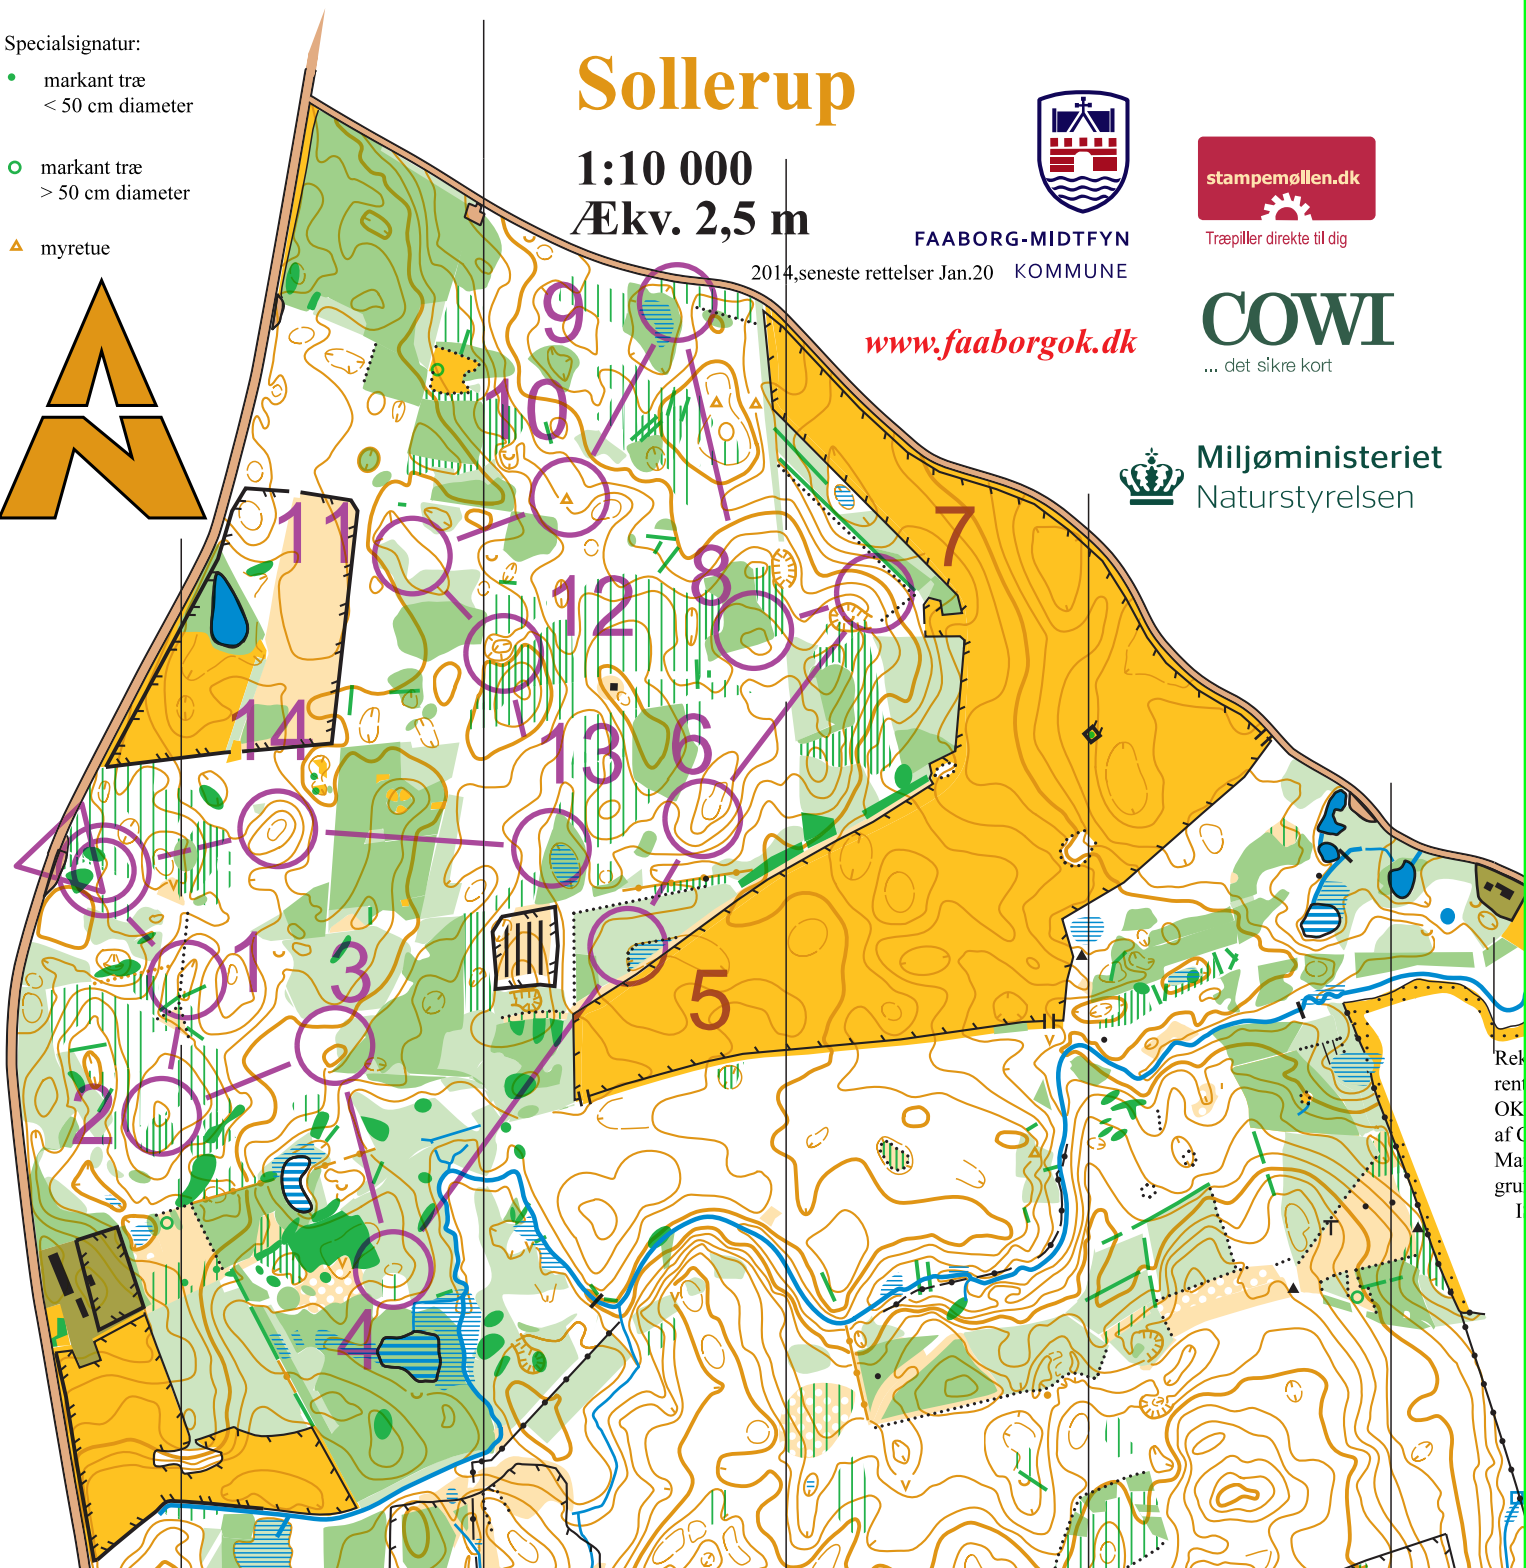 Specialsignatur:
markant træ
< 50 cm diameter
markant træ
> 50 cm diameter
myretue
Sollerup
1:10 000
Ækv. 2,5 m
2014,seneste rettelser Jan.20
FAABORG-MIDTFYN
KOMMUNE
www.faaborgok.dk
stampemøllen.dk
Træpiller direkte til dig
COWI
... det sikre kort
Miljøministeriet
Naturstyrelsen
9
10
11
7
8
12
14
13
6
1
3
5
2
4
OK
af